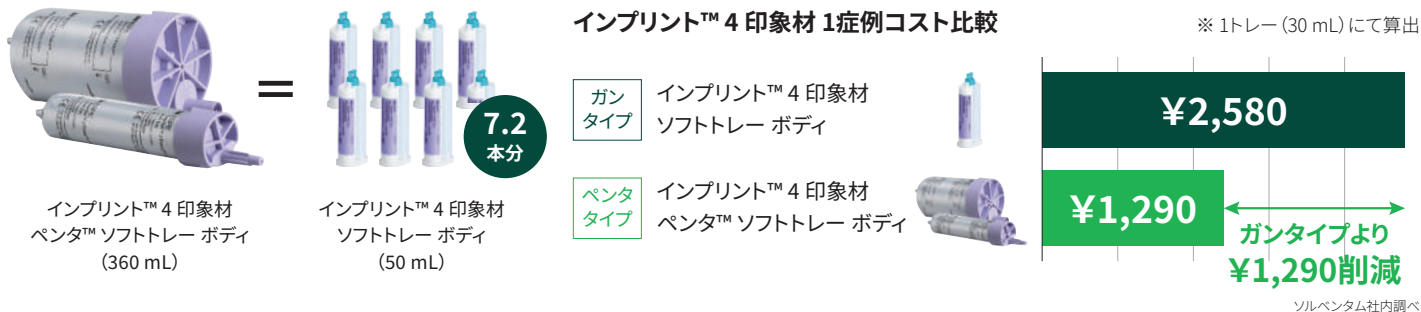 7.2
本分
インプリント™ 4 印象材
ペンタ™ ソフトトレー ボディ
（360 mL）
インプリント™ 4 印象材
ソフトトレー ボディ
（50 mL）
インプリント™ 4 印象材 1症例コスト比較
※ 1トレー（30 mL）にて算出
ガン
タイプ
インプリント™ 4 印象材
ソフトトレー ボディ
¥2,580
ペンタ
タイプ
インプリント™ 4 印象材
ペンタ™ ソフトトレー ボディ
¥1,290
ガンタイプより
¥1,290削減
ソルベンタム社内調べ